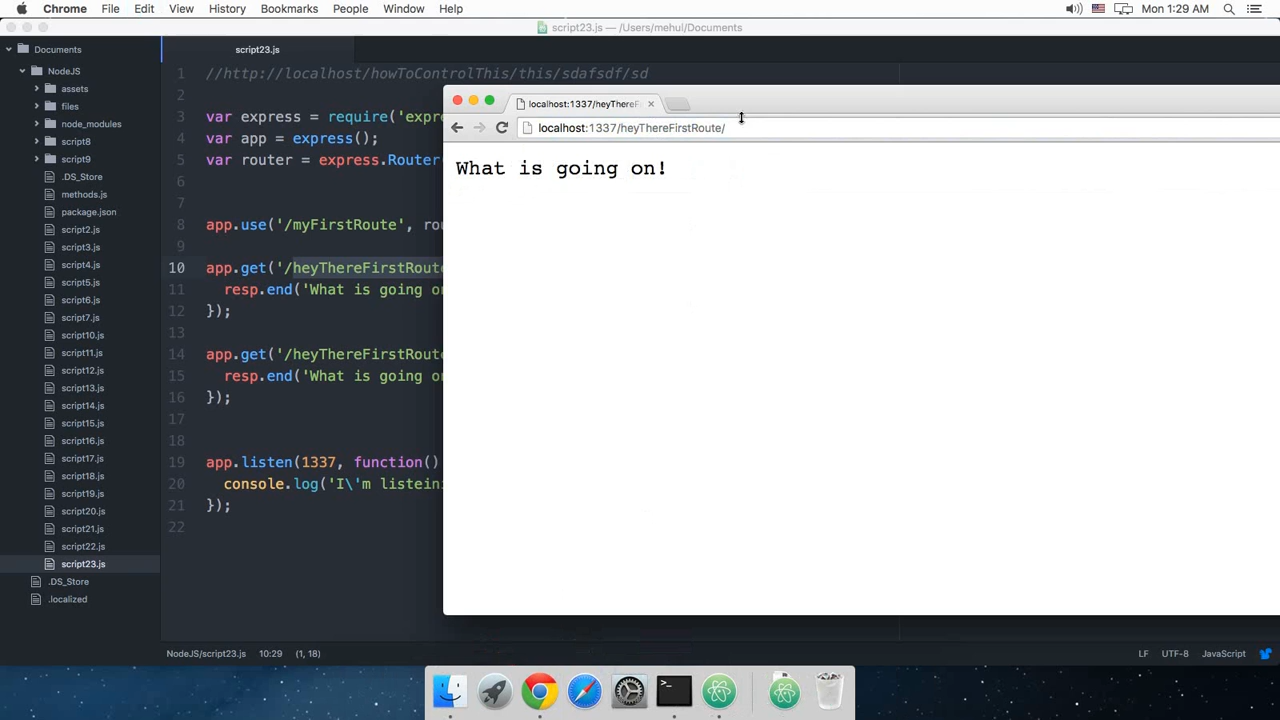 Chrome File Edit View History Bookmarks People Window Help Mon 1:29 AM
script23.js — /Users/mehul/Documents
Documents
NodeJS
assets
files
node_modules
script8
script9
.DS_Store
methods.js
package.json
script2.js
script3.js
script4.js
script5.js
script6.js
script7.js
script10.js
script11.js
script12.js
script13.js
script14.js
script15.js
script16.js
script17.js
script18.js
script19.js
script20.js
script21.js
script22.js
script23.js
.DS_Store
.localized
script23.js
1 //http://localhost/howToControlThis/this/sdafsdf/sd
2
3 var express = require('expr
4 var app = express();
5 var router = express.Router
6
7
8 app.use('/myFirstRoute', rou
9
10 app.get('/heyThereFirstRoute
11 resp.end('What is going on
12 });
13
14 app.get('/heyThereFirstRoute
15 resp.end('What is going on
16 });
17
18
19 app.listen(1337, function()
20 console.log('I\'m listein
21 });
22
localhost:1337/heyThereF
localhost:1337/heyThereFirstRoute/
What is going on!
NodeJS/script23.js 10:29 (1, 18) LF UTF-8 JavaScript